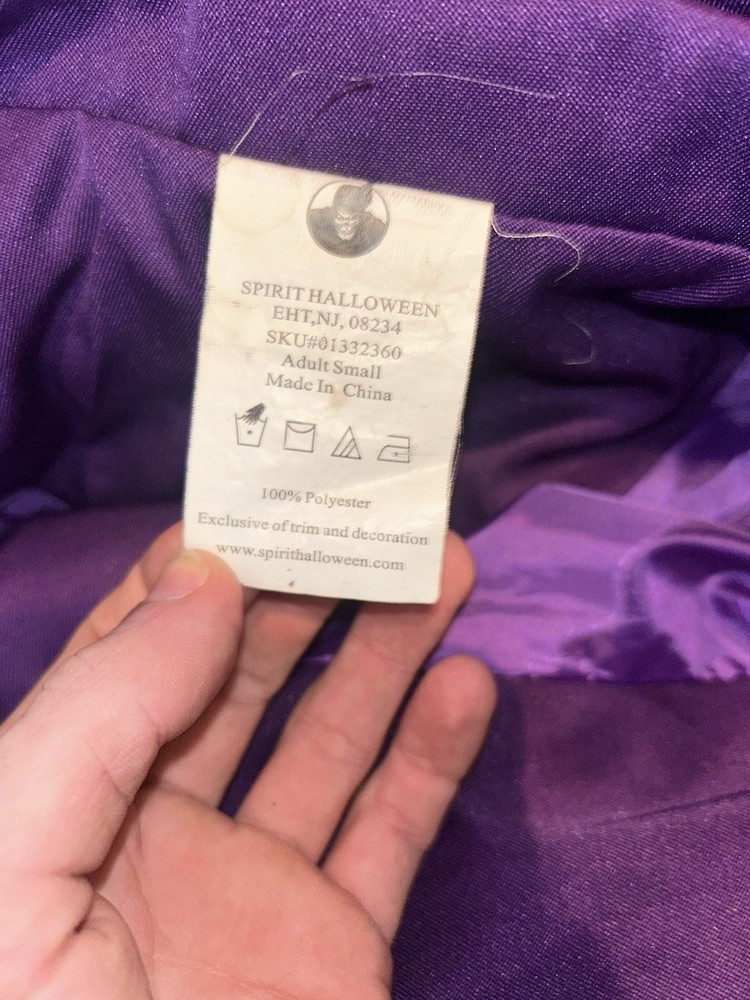 SPIRIT HALLOWEEN
EHT,NJ, 08234
SKU#01332360
Adult Small
Made In China
100% Polyester
Exclusive of trim and decoration
www.spirithalloween.com